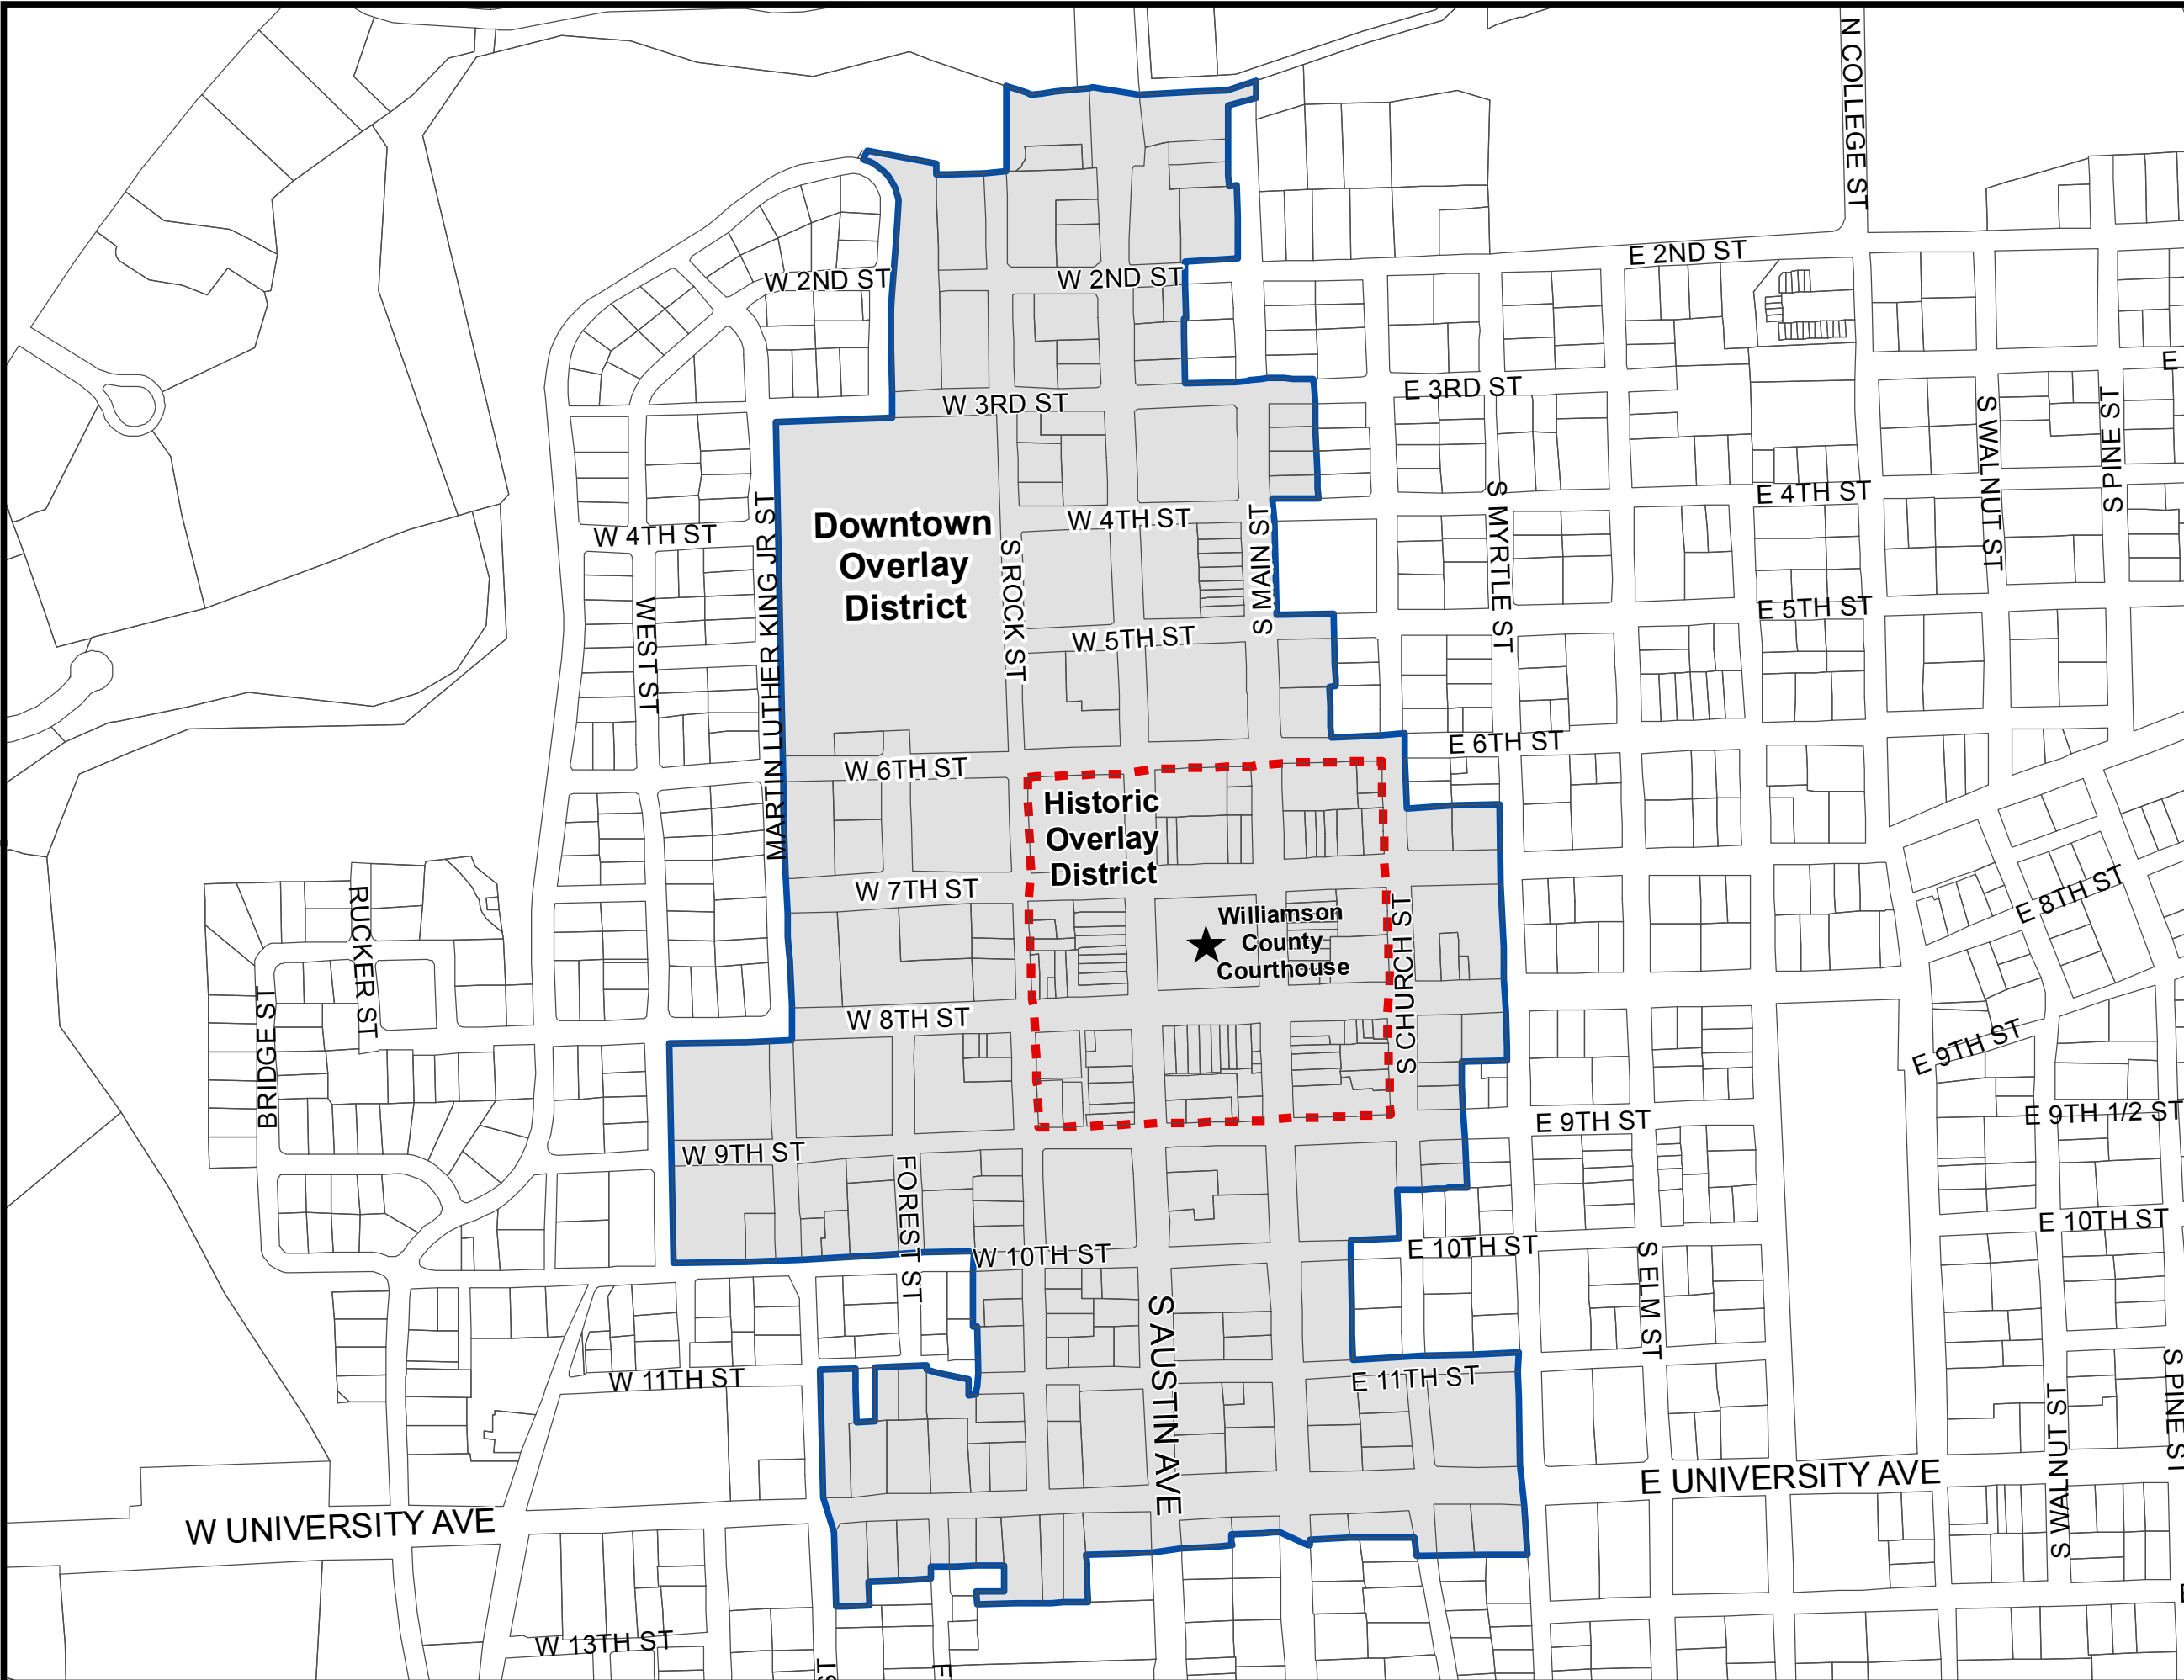 N COLLEGE ST
E 2ND ST
W 2ND ST
W 2ND ST
E 3RD ST
W 3RD ST
S WALNUT ST
S PINE ST
E
E 4TH ST
W 4TH ST
W 4TH ST
S MYRTLE ST
S MAIN ST
MARTIN LUTHER KING JR ST
Downtown
Overlay
District
S ROCK ST
WEST ST
E 5TH ST
W 5TH ST
E 6TH ST
W 6TH ST
Historic
Overlay
District
W 7TH ST
E 8TH ST
RUCKER ST
BRIDGE ST
Williamson
County
Courthouse
S CHURCH ST
W 8TH ST
E 9TH ST
E 9TH ST
E 9TH 1/2 ST
W 9TH ST
FOREST ST
E 10TH ST
E 10TH ST
W 10TH ST
S ELM ST
S AUSTIN AVE
W 11TH ST
E 11TH ST
S WALNUT ST
S PINE ST
E UNIVERSITY AVE
W UNIVERSITY AVE
W 13TH ST
ST
F